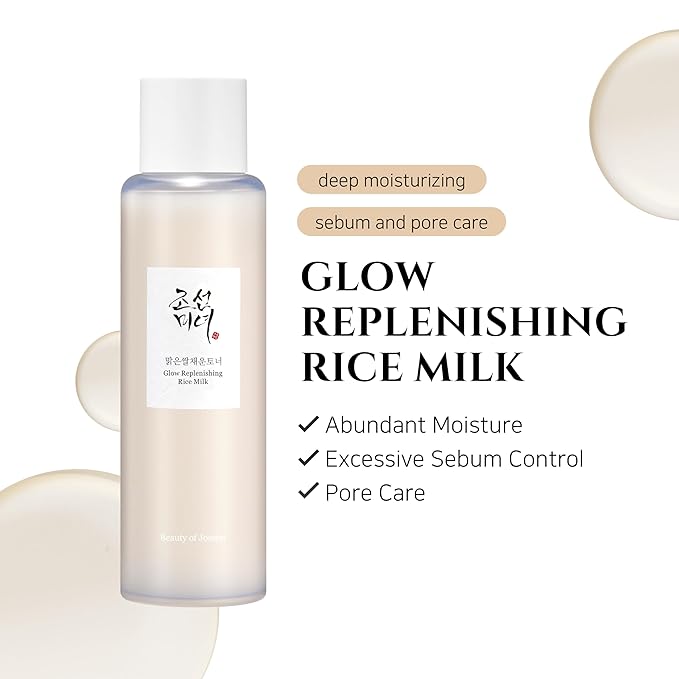 조선
미녀
맑은쌀채운토너
Glow Replenishing
Rice Milk
Beauty of Joseon
deep moisturizing
sebum and pore care
GLOW
REPLENISHING
RICE MILK
Abundant Moisture
Excessive Sebum Control
Pore Care